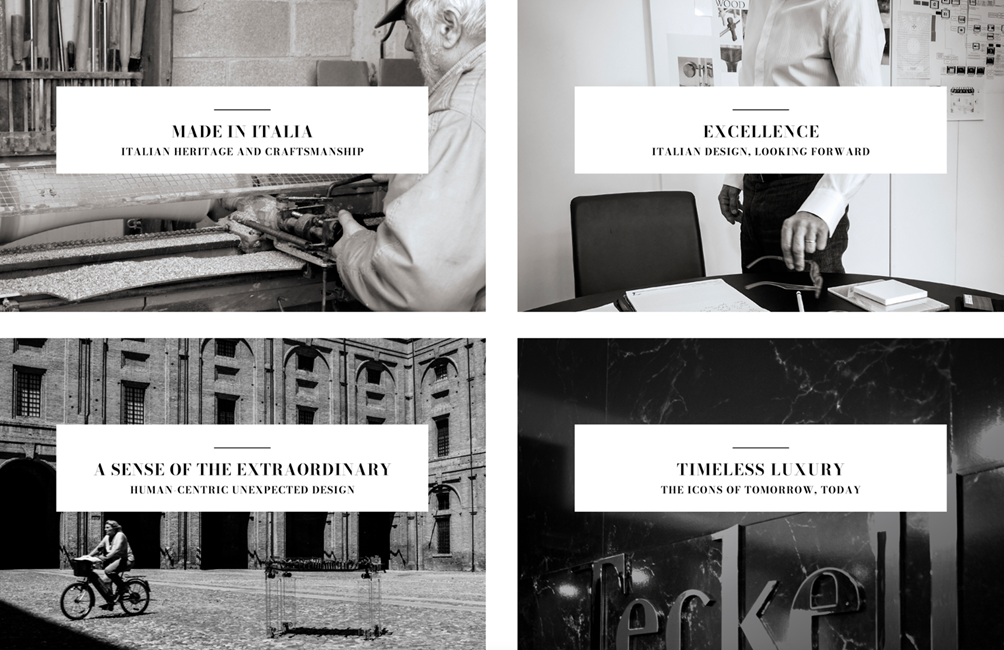 WOOD
MADE IN ITALIA
ITALIAN HERITAGE AND CRAFTSMANSHIP
EXCELLENCE
ITALIAN DESIGN, LOOKING FORWARD
A SENSE OF THE EXTRAORDINARY
HUMAN-CENTRIC UNEXPECTED DESIGN
TIMELESS LUXURY
THE ICONS OF TOMORROW, TODAY
Teckell